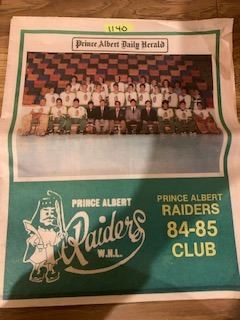 1140
Prince Albert Daily Herald
PRINCE ALBERT
Raiders
W.H.L.
PRINCE ALBERT
RAIDERS
84-85
CLUB